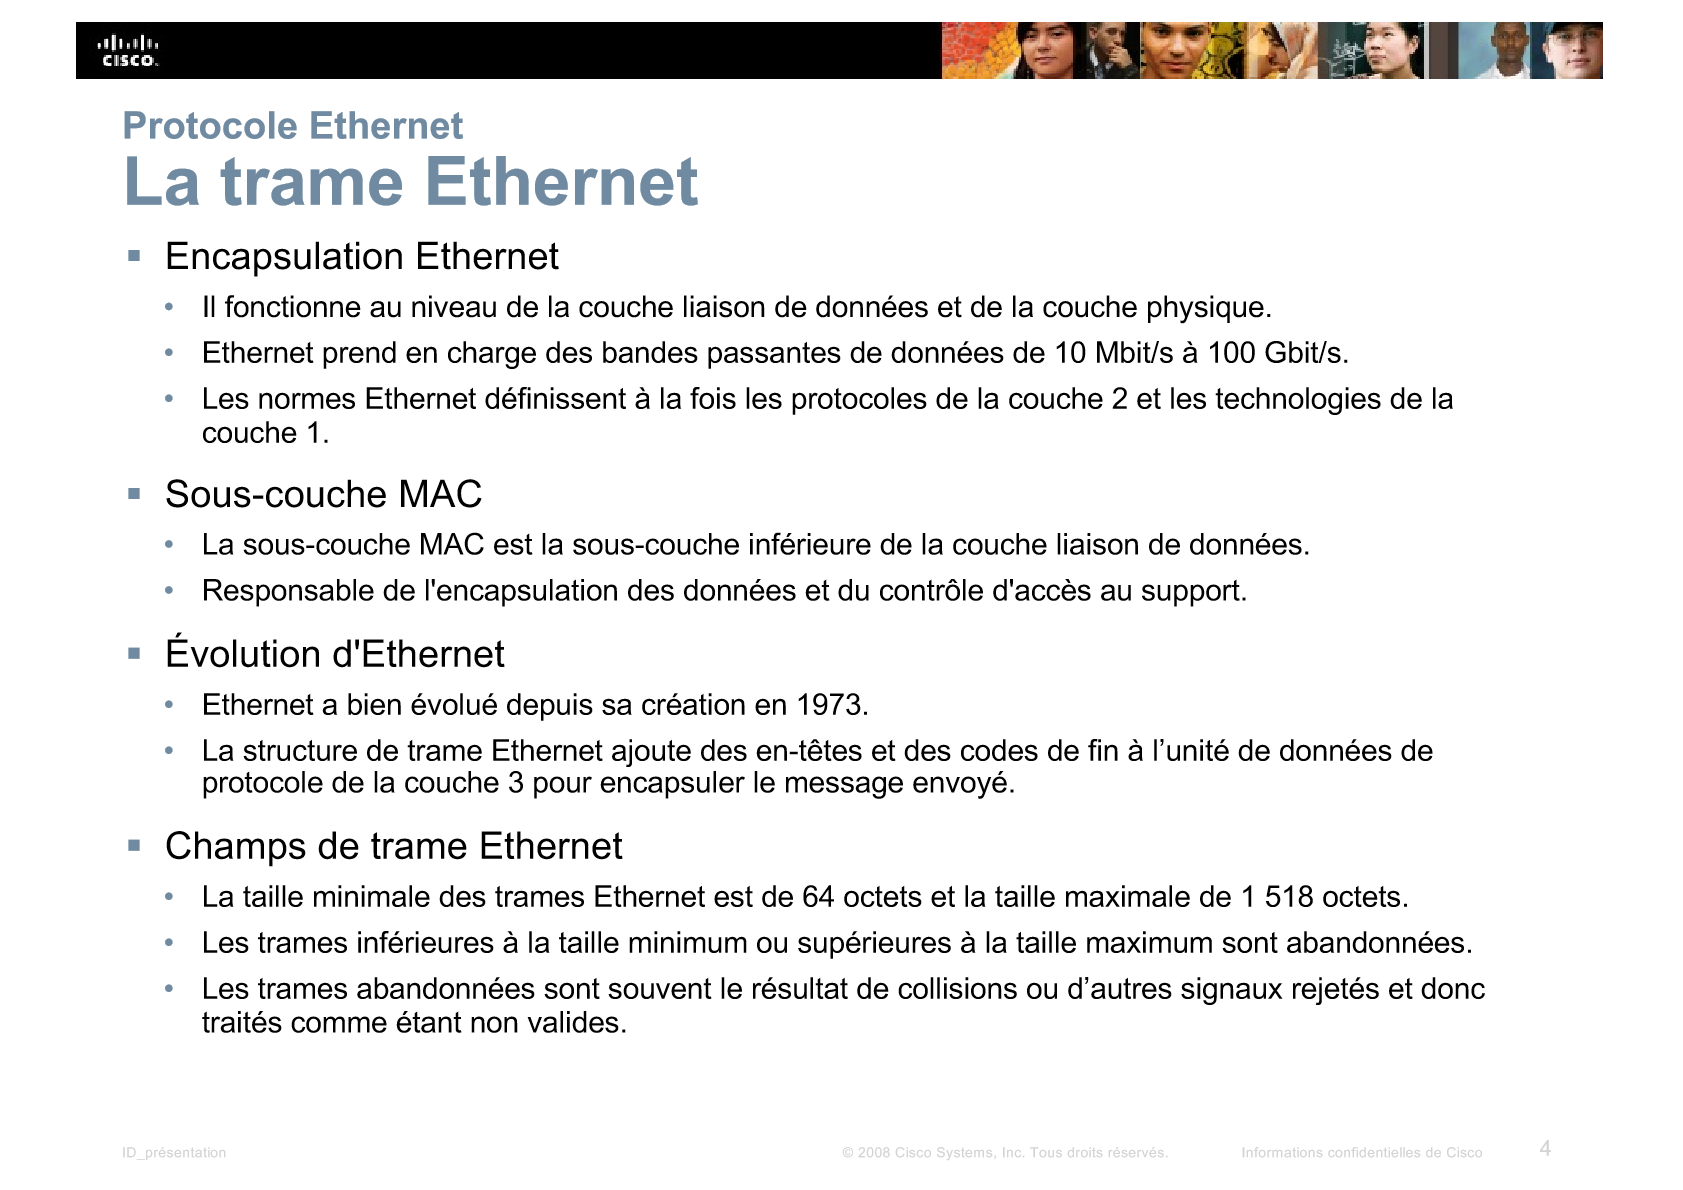 CISCO
Protocole Ethernet
La trame Ethernet
▪ Encapsulation Ethernet
• Il fonctionne au niveau de la couche liaison de données et de la couche physique.
• Ethernet prend en charge des bandes passantes de données de 10 Mbit/s à 100 Gbit/s.
• Les normes Ethernet définissent à la fois les protocoles de la couche 2 et les technologies de la
couche 1.
▪ Sous-couche MAC
• La sous-couche MAC est la sous-couche inférieure de la couche liaison de données.
• Responsable de l'encapsulation des données et du contrôle d'accès au support.
▪ Évolution d'Ethernet
• Ethernet a bien évolué depuis sa création en 1973.
• La structure de trame Ethernet ajoute des en-têtes et des codes de fin à l’unité de données de
protocole de la couche 3 pour encapsuler le message envoyé.
▪ Champs de trame Ethernet
• La taille minimale des trames Ethernet est de 64 octets et la taille maximale de 1 518 octets.
• Les trames inférieures à la taille minimum ou supérieures à la taille maximum sont abandonnées.
• Les trames abandonnées sont souvent le résultat de collisions ou d’autres signaux rejetés et donc
traités comme étant non valides.
ID_présentation © 2008 Cisco Systems, Inc. Tous droits réservés. Informations confidentielles de Cisco 4